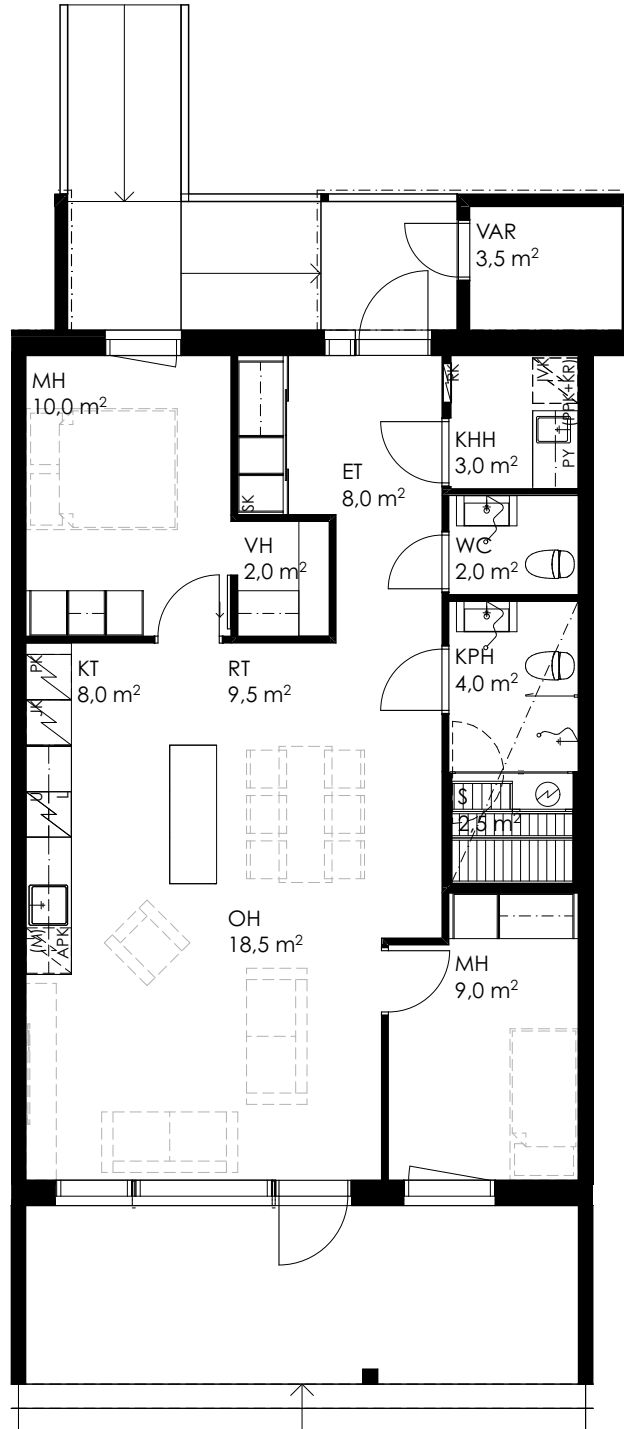 VAR
3,5 m²
MH
10,0 m²
RK
JVK
(PPK+KR)
KHH
3,0 m²
PY
ET
8,0 m²
SK
VH
2,0 m²
WC
2,0 m²
PK
KT
8,0 m²
RT
9,5 m²
KPH
4,0 m²
JK
U
L
S
2,5 m²
OH
18,5 m²
(M)
APK
MH
9,0 m²